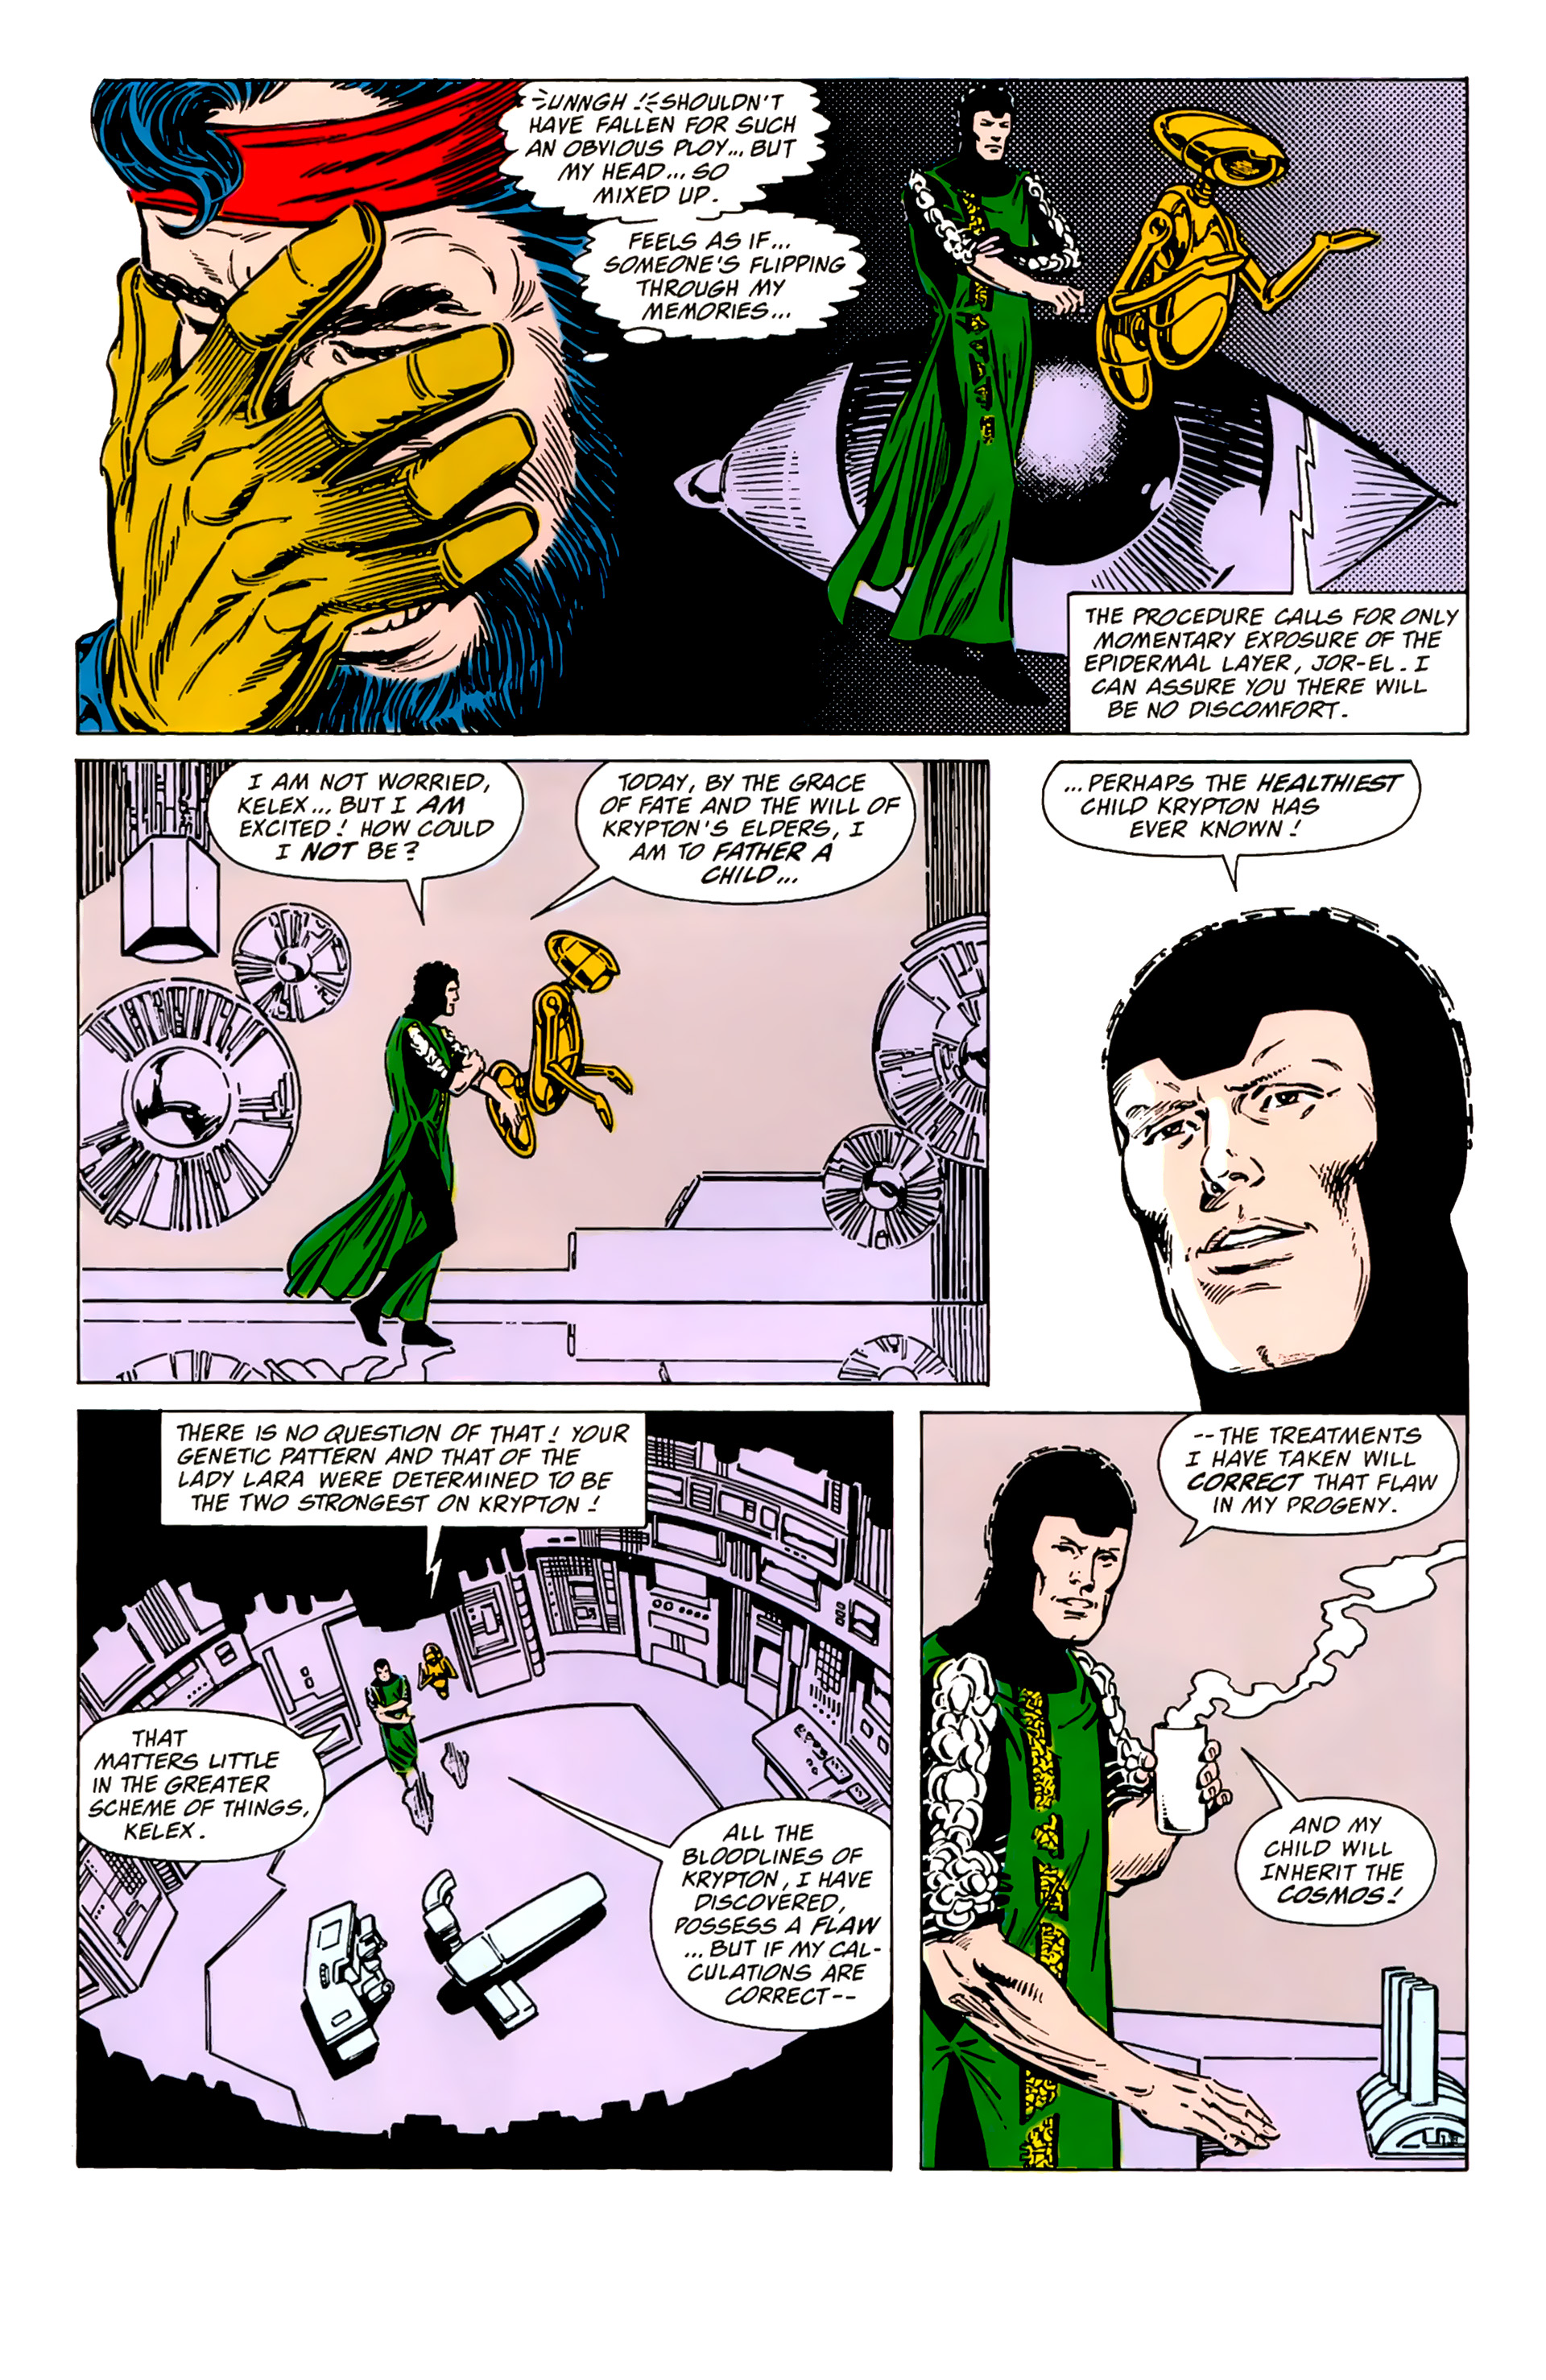 UNNGH! SHOULDN'T
HAVE FALLEN FOR SUCH
AN OBVIOUS PLOY... BUT
MY HEAD... SO
MIXED UP.
FEELS AS IF...
SOMEONE'S FLIPPING
THROUGH MY
MEMORIES...
THE PROCEDURE CALLS FOR ONLY
MOMENTARY EXPOSURE OF THE
EPIDERMAL LAYER, JOR-EL. I
CAN ASSURE YOU THERE WILL
BE NO DISCOMFORT.
I AM NOT WORRIED,
KELEX... BUT I AM
EXCITED! HOW COULD
I NOT BE?
TODAY, BY THE GRACE
OF FATE AND THE WILL OF
KRYPTON'S ELDERS, I
AM TO FATHER A
CHILD...
...PERHAPS THE HEALTHIEST
CHILD KRYPTON HAS
EVER KNOWN!
THERE IS NO QUESTION OF THAT! YOUR
GENETIC PATTERN AND THAT OF THE
LADY LARA WERE DETERMINED TO BE
THE TWO STRONGEST ON KRYPTON!
THAT
MATTERS LITTLE
IN THE GREATER
SCHEME OF THINGS,
KELEX.
ALL THE
BLOODLINES OF
KRYPTON, I HAVE
DISCOVERED,
POSSESS A FLAW
...BUT IF MY CAL-
CULATIONS ARE
CORRECT--
--THE TREATMENTS
I HAVE TAKEN WILL
CORRECT THAT FLAW
IN MY PROGENY.
AND MY
CHILD WILL
INHERIT THE
COSMOS!